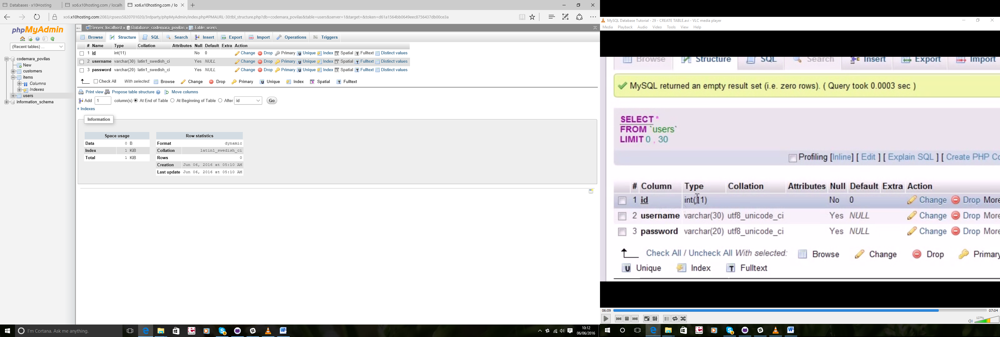 Databases - x10Hosting
xo6.x10hosting.com / localh
xo6.x10hosting.com / lo
xo6.x10hosting.com:2083/cpsess5820701020/3rdparty/phpMyAdmin/index.php#PMAURL-30:tbl_structure.php?db=codemara_povilas&table=users&server=1&target=&token=d61a1564bb0649eec8756437db00ce3a
phpMyAdmin
(Recent tables) ...
codemara_povilas
New
customers
items
Columns
Indexes
users
information_schema
Server: localhost » Database: codemara_povilas » Table: users
Browse Structure SQL Search Insert Export Import Operations Triggers
# Name Type Collation Attributes Null Default Extra Action
1 id int(11) No 0 Change Drop Primary Unique Index Spatial Fulltext Distinct values
2 username varchar(30) latin1_swedish_ci Yes NULL Change Drop Primary Unique Index Spatial Fulltext Distinct values
3 password varchar(20) latin1_swedish_ci Yes NULL Change Drop Primary Unique Index Spatial Fulltext Distinct values
Check All With selected: Browse Change Drop Primary Unique Index Spatial Fulltext
Print view Propose table structure Move columns
Add 1 column(s) At End of Table At Beginning of Table After id Go
+ Indexes
Information
Space usage
Data 0 B
Index 1 KiB
Total 1 KiB
Row statistics
Format dynamic
Collation latin1_swedish_ci
Rows 0
Creation Jun 06, 2016 at 05:10 AM
Last update Jun 06, 2016 at 05:10 AM
I'm Cortana. Ask me anything.
10:12
06/06/2016
MySQL Database Tutorial - 29 - CREATE TABLE.avi - VLC media player
Media Playback Audio Video Tools View Help
Browse Structure SQL Search Insert Export Import
MySQL returned an empty result set (i.e. zero rows). ( Query took 0.0003 sec )
SELECT *
FROM `users`
LIMIT 0 , 30
Profiling [Inline] [ Edit ] [ Explain SQL ] [ Create PHP Co
# Column Type Collation Attributes Null Default Extra Action
1 id int(11) No 0 Change Drop More
2 username varchar(30) utf8_unicode_ci Yes NULL Change Drop More
3 password varchar(20) utf8_unicode_ci Yes NULL Change Drop More
Check All / Uncheck All With selected: Browse Change Drop Primary
Unique Index Fulltext
06:09
07:04
127%